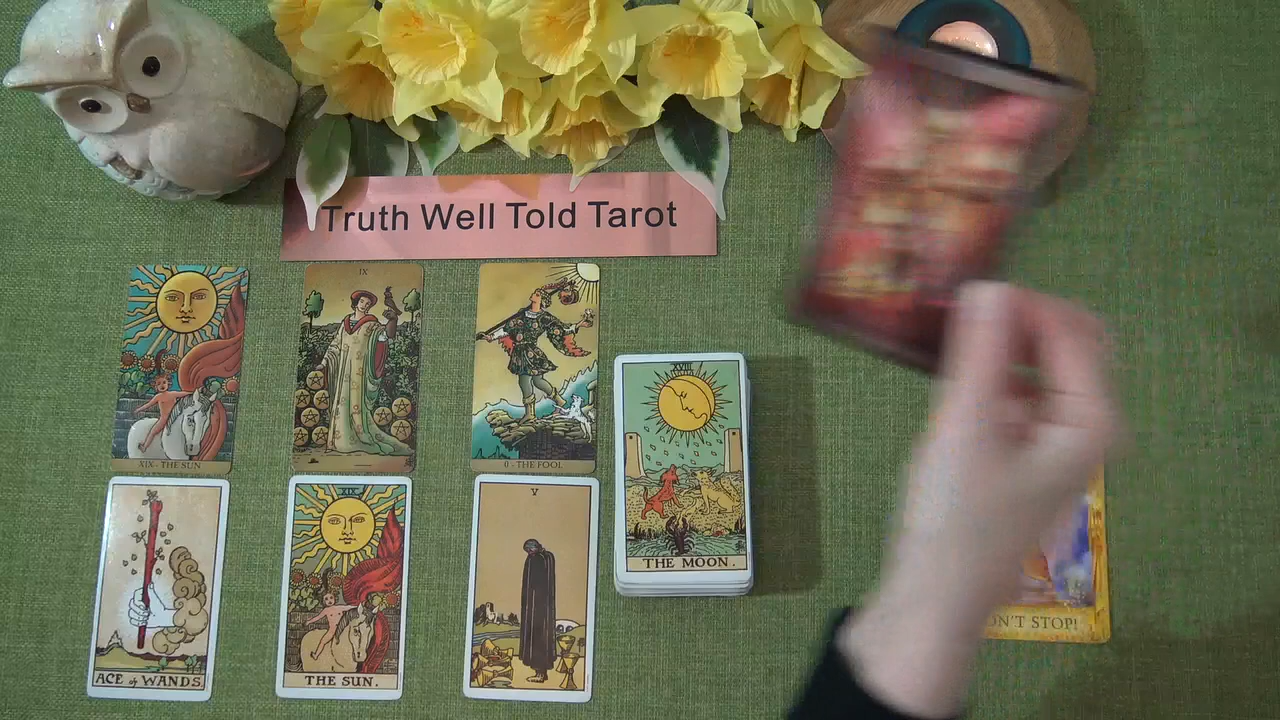 Truth Well Told Tarot
XIX - THE SUN
IX
0 - THE FOOL
XVIII
THE MOON.
ACE of WANDS.
XIX
THE SUN.
V
ON'T STOP!